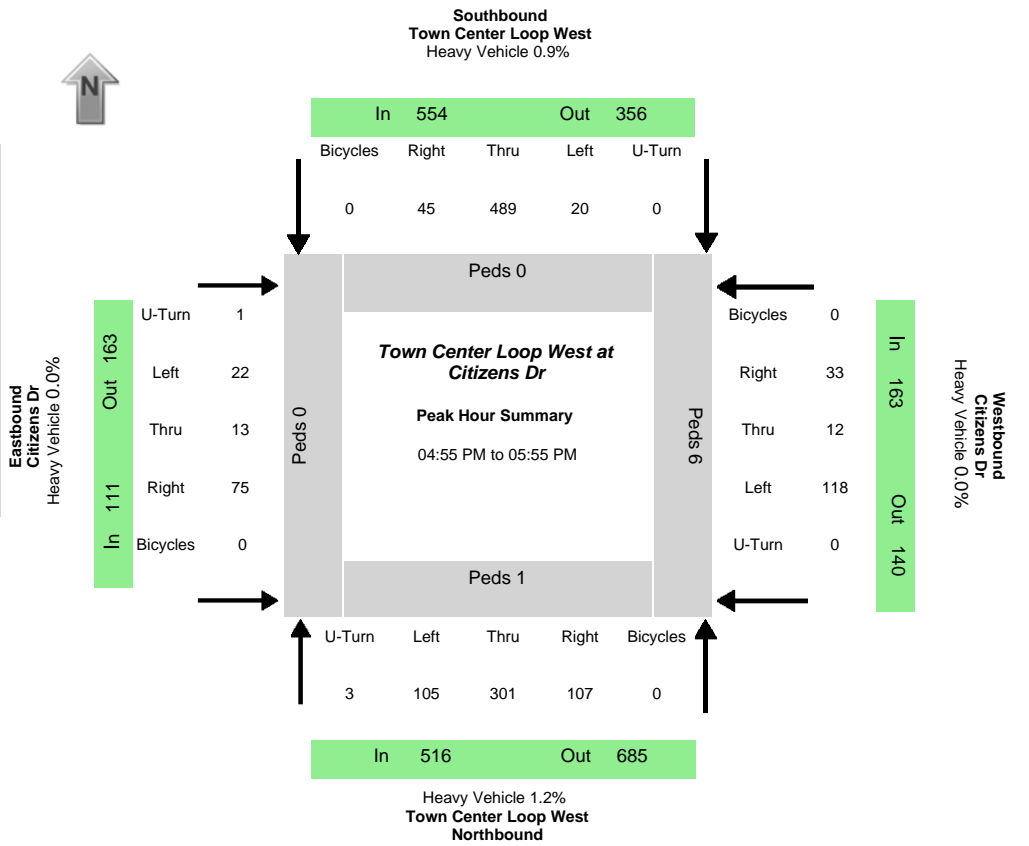 Southbound
Town Center Loop West
Heavy Vehicle 0.9%
N
In 554 Out 356
Bicycles Right Thru Left U-Turn
0 45 489 20 0
Peds 0
U-Turn 1
Left 22
Thru 13
Right 75
Bicycles 0
Out 163
In 111
Eastbound
Citizens Dr
Heavy Vehicle 0.0%
Peds 0
Town Center Loop West at
Citizens Dr
Peak Hour Summary
04:55 PM to 05:55 PM
Peds 6
Bicycles 0
Right 33
Thru 12
Left 118
U-Turn 0
In 163
Out 140
Westbound
Citizens Dr
Heavy Vehicle 0.0%
Peds 1
U-Turn Left Thru Right Bicycles
3 105 301 107 0
In 516 Out 685
Heavy Vehicle 1.2%
Town Center Loop West
Northbound